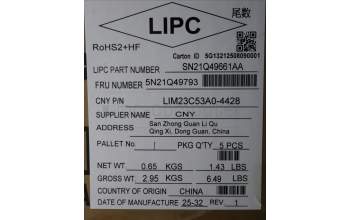 LIPC
尾数
RoHS2+HF
Carton ID 5G13212508090001
LIPC PART NUMBER SN21Q49661AA
FRU NUMBER 5N21Q49793
CNY P/N LIM23C53A0-4428
SUPPLIER NAME CNY
ADDRESS San Zhong Guan Li Qu
Qing Xi, Dong Guan, China
PALLET NO / PKG Q'TY 5 PCS
NET WT: 0.65 KGS 1.43 LBS
GROSS WT: 2.95 KGS 6.49 LBS
COUNTRY OF ORIGIN CHINA
DATE OF MANUFACTURE 25-32 REV 1